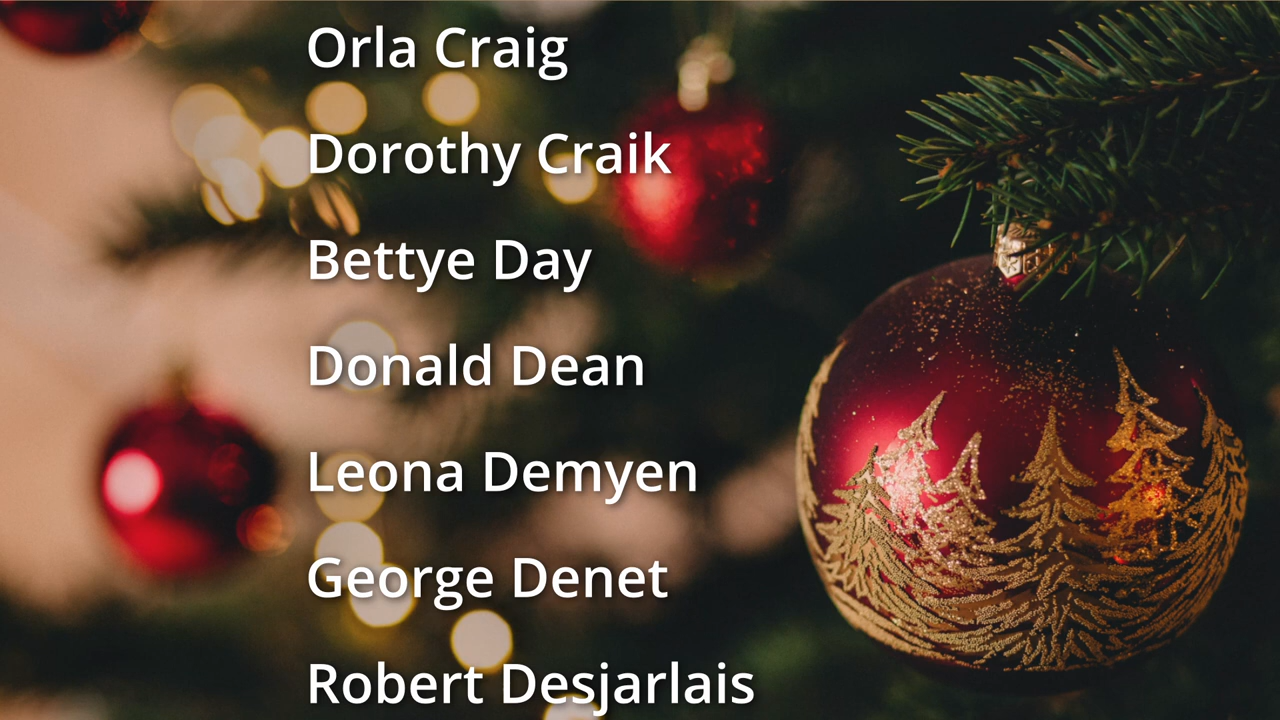 Orla Craig
Dorothy Craik
Bettye Day
Donald Dean
Leona Demyen
George Denet
Robert Desjarlais